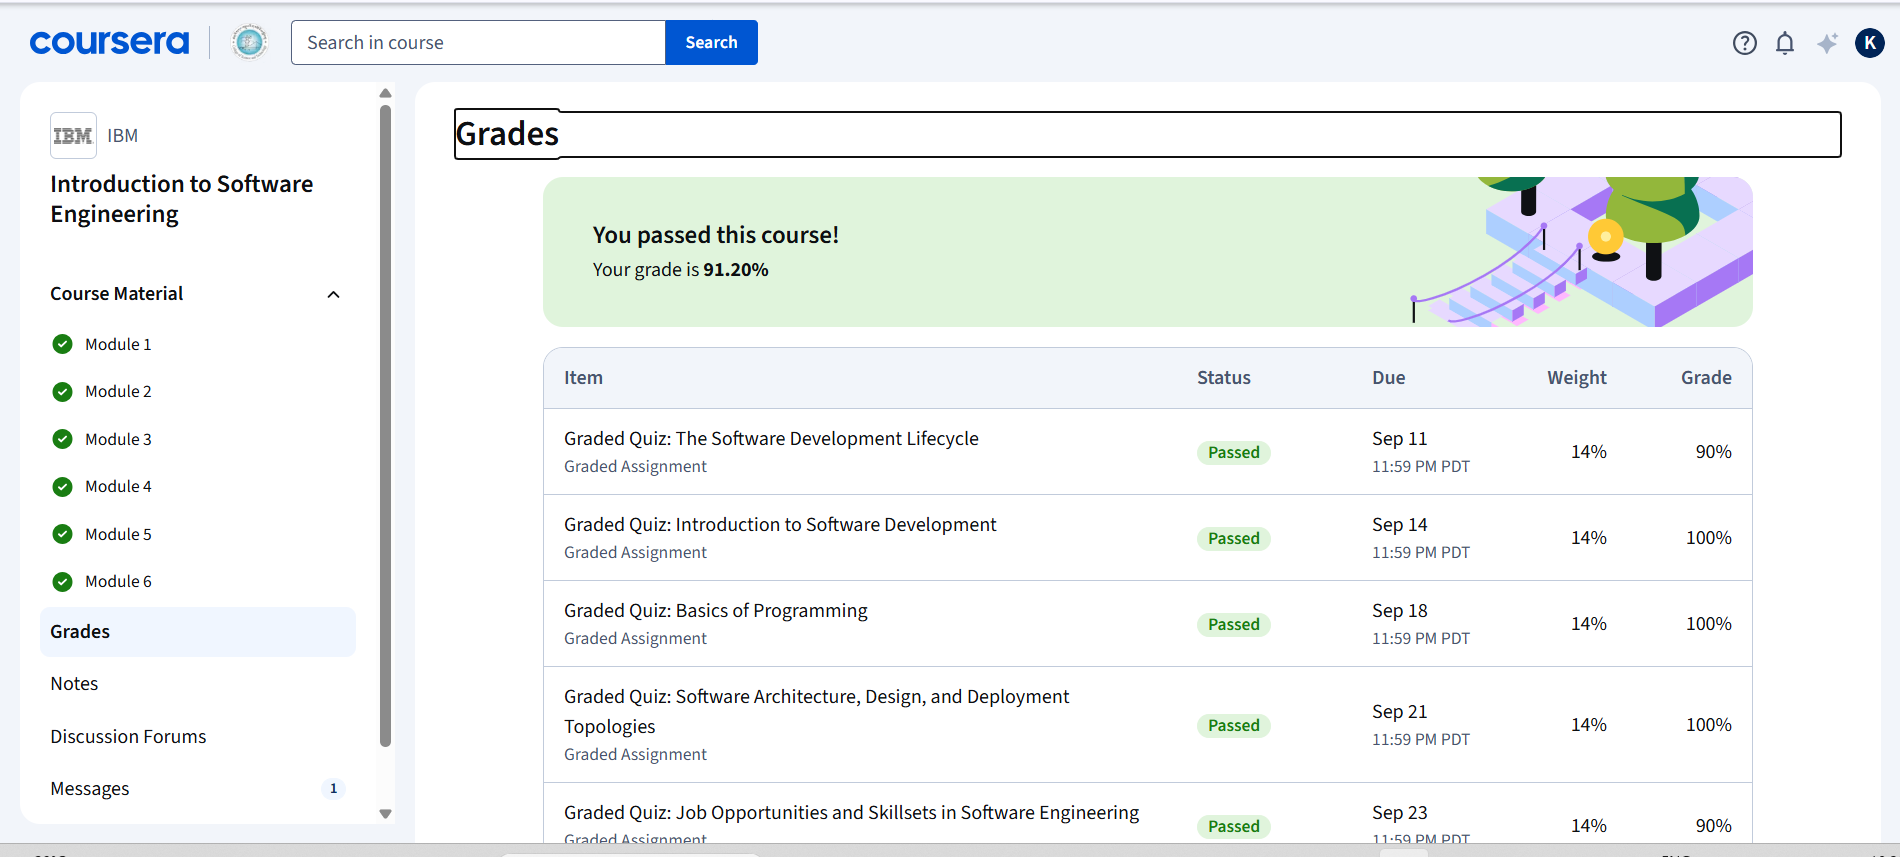 coursera
Search in course
Search
K
IBM IBM
Introduction to Software
Engineering
Course Material
Module 1
Module 2
Module 3
Module 4
Module 5
Module 6
Grades
Notes
Discussion Forums
Messages 1
Grades
You passed this course!
Your grade is 91.20%
Item Status Due Weight Grade
Graded Quiz: The Software Development Lifecycle
Graded Assignment
Passed
Sep 11
11:59 PM PDT
14%
90%
Graded Quiz: Introduction to Software Development
Graded Assignment
Passed
Sep 14
11:59 PM PDT
14%
100%
Graded Quiz: Basics of Programming
Graded Assignment
Passed
Sep 18
11:59 PM PDT
14%
100%
Graded Quiz: Software Architecture, Design, and Deployment
Topologies
Graded Assignment
Passed
Sep 21
11:59 PM PDT
14%
100%
Graded Quiz: Job Opportunities and Skillsets in Software Engineering
Graded Assignment
Passed
Sep 23
11:59 PM PDT
14%
90%